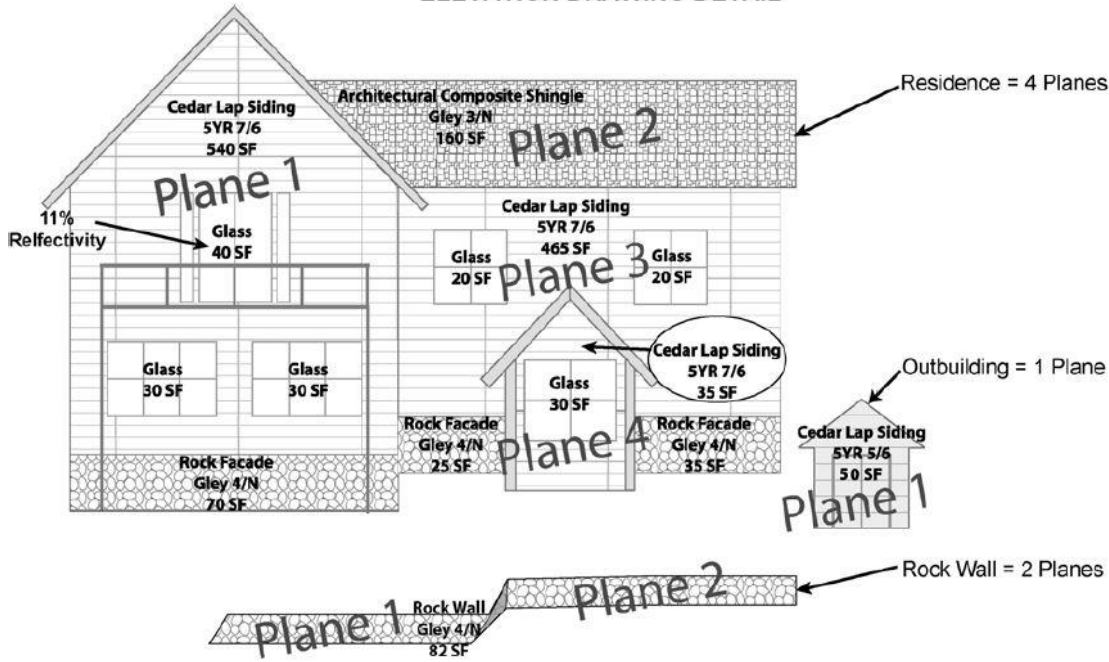 Residence = 4 Planes
Architectural Composite Shingle
Gley 3/N
160 SF
Plane 2
Cedar Lap Siding
5YR 7/6
540 SF
Plane 1
11%
Relfectivity
Glass
40 SF
Cedar Lap Siding
5YR 7/6
465 SF
Plane 3
Glass
20 SF
Glass
20 SF
Glass
30 SF
Glass
30 SF
Cedar Lap Siding
5YR 7/6
35 SF
Glass
30 SF
Plane 4
Outbuilding = 1 Plane
Rock Facade
Gley 4/N
25 SF
Rock Facade
Gley 4/N
35 SF
Cedar Lap Siding
5YR 5/6
50 SF
Plane 1
Rock Facade
Gley 4/N
70 SF
Rock Wall = 2 Planes
Plane 1
Rock Wall
Gley 4/N
82 SF
Plane 2